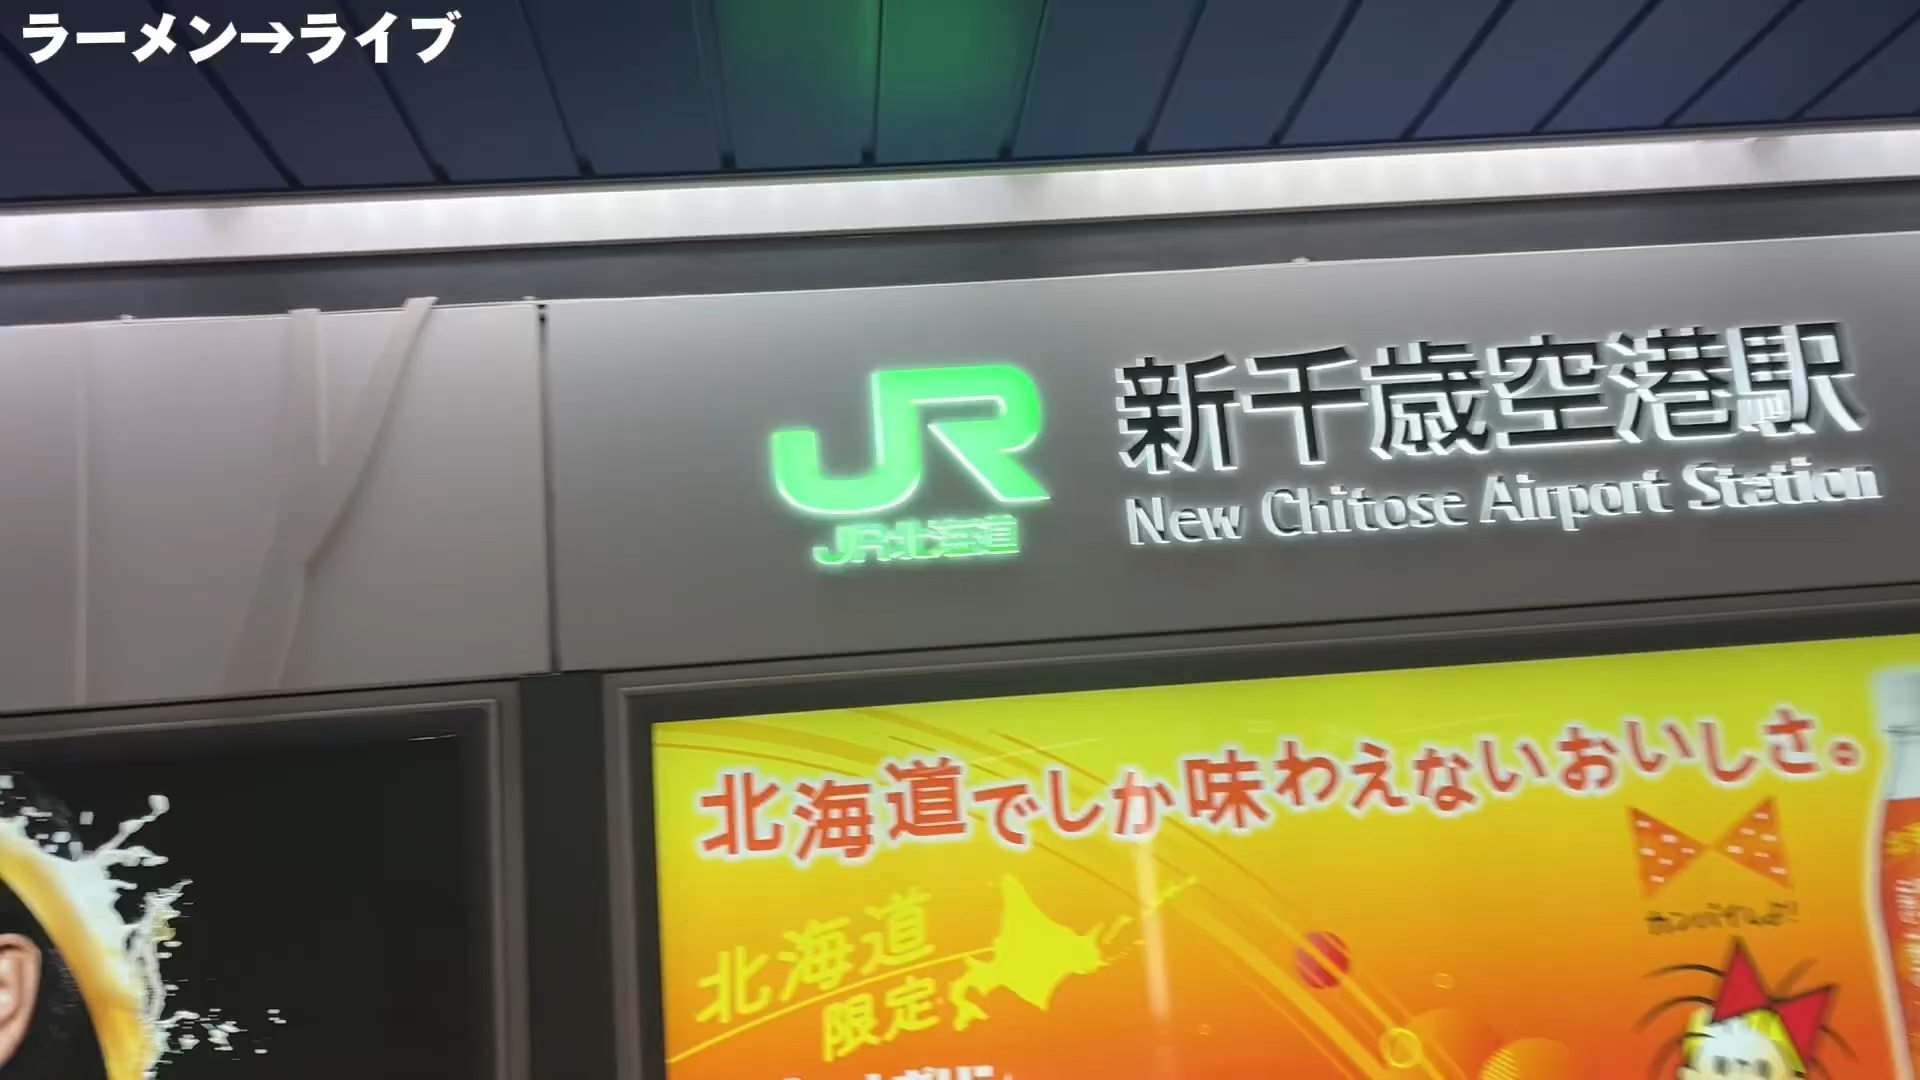 ラーメン→ライブ
JR
JR北海道
新千歳空港駅
New Chitose Airport Station
北海道でしか味わえないおいしさ。
北海道
限定